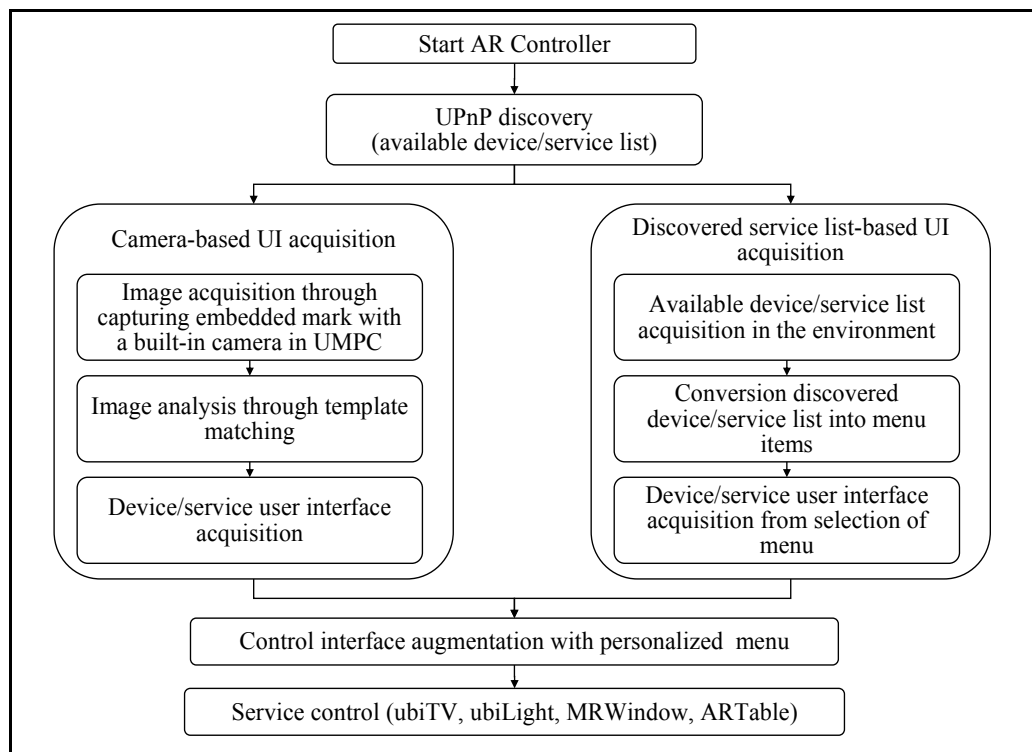 Start AR Controller
UPnP discovery
(available device/service list)
Camera-based UI acquisition
Image acquisition through
capturing embedded mark with
a built-in camera in UMPC
Image analysis through template
matching
Device/service user interface
acquisition
Discovered service list-based UI
acquisition
Available device/service list
acquisition in the environment
Conversion discovered
device/service list into menu
items
Device/service user interface
acquisition from selection of
menu
Control interface augmentation with personalized menu
Service control (ubiTV, ubiLight, MRWindow, ARTable)